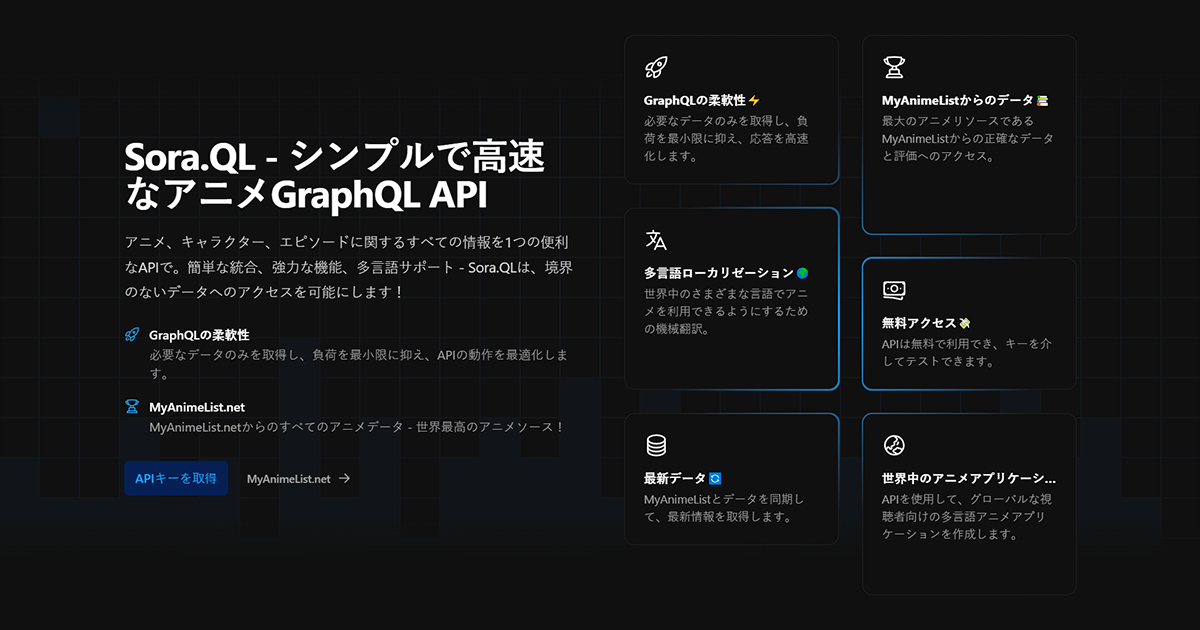 Sora.QL - シンプルで高速
なアニメGraphQL API
アニメ、キャラクター、エピソードに関するすべての情報を1つの便利
なAPIで。簡単な統合、強力な機能、多言語サポート - Sora.QLは、境界
のないデータへのアクセスを可能にします！
GraphQLの柔軟性
必要なデータのみを取得し、負荷を最小限に抑え、APIの動作を最適化しま
す。
MyAnimeList.net
MyAnimeList.netからのすべてのアニメデータ - 世界最高のアニメソース！
APIキーを取得
MyAnimeList.net →
GraphQLの柔軟性⚡
必要なデータのみを取得し、負
荷を最小限に抑え、応答を高速
化します。
多言語ローカリゼーション🌍
世界中のさまざまな言語でアニ
メを利用できるようにするため
の機械翻訳。
最新データ🔄
MyAnimeListとデータを同期し
て、最新情報を取得します。
MyAnimeListからのデータ📚
最大のアニメリソースである
MyAnimeListからの正確なデータ
と評価へのアクセス。
無料アクセス💸
APIは無料で利用でき、キーを介
してテストできます。
世界中のアニメアプリケーシ...
APIを使用して、グローバルな視
聴者向けの多言語アニメアプリ
ケーションを作成します。